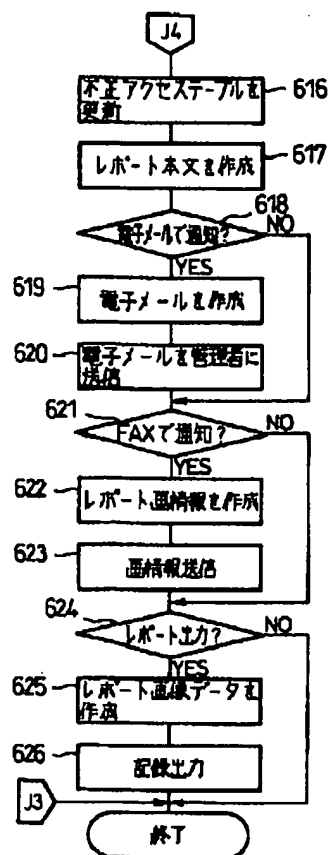 J4
不正アクセステーブルを
更新
616
レポート本文を作成
617
電子メールで通知?
618
NO
YES
619
電子メールを作成
620
電子メールを管理者に
送信
621
FAXで通知?
NO
YES
622
レポート画情報を作成
623
画情報送信
624
レポート出力?
NO
YES
625
レポート画像データを
作成
626
記録出力
J3
終了